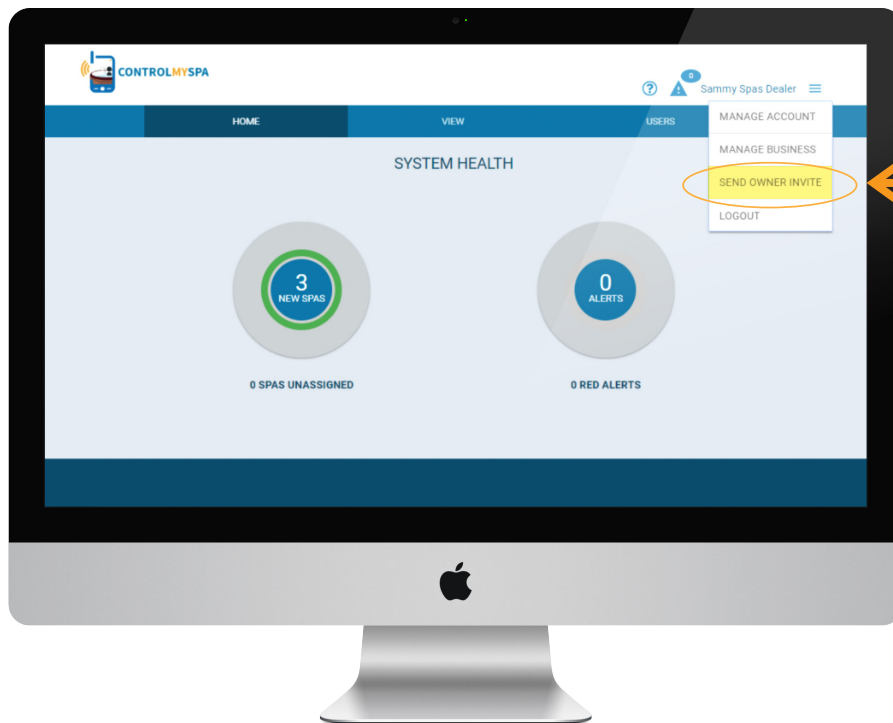 CONTROLMYSPA
?
0
Sammy Spas Dealer
HOME
VIEW
USERS
MANAGE ACCOUNT
MANAGE BUSINESS
SEND OWNER INVITE
LOGOUT
SYSTEM HEALTH
3
NEW SPAS
0
ALERTS
0 SPAS UNASSIGNED
0 RED ALERTS